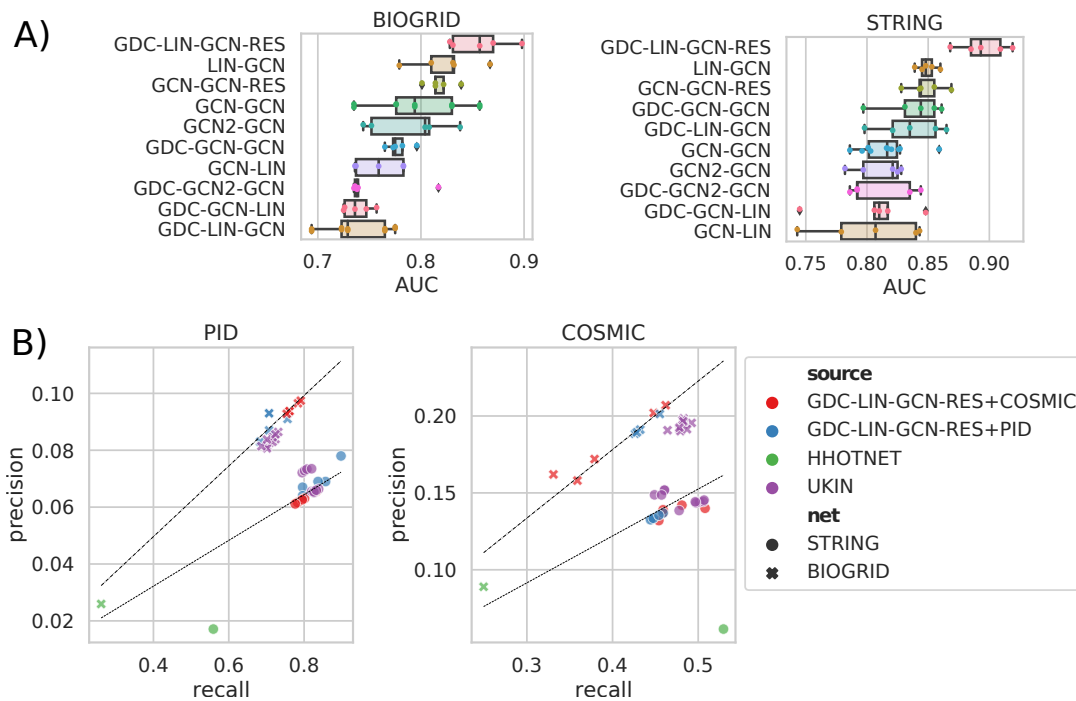 A)
BIOGRID
GDC-LIN-GCN-RES
LIN-GCN
GCN-GCN-RES
GCN-GCN
GCN2-GCN
GDC-GCN-GCN
GCN-LIN
GDC-GCN2-GCN
GDC-GCN-LIN
GDC-LIN-GCN
0.7 0.8 0.9
AUC
STRING
GDC-LIN-GCN-RES
LIN-GCN
GCN-GCN-RES
GDC-GCN-GCN
GDC-LIN-GCN
GCN-GCN
GCN2-GCN
GDC-GCN2-GCN
GDC-GCN-LIN
GCN-LIN
0.75 0.80 0.85 0.90
AUC
B)
PID
precision
0.10
0.08
0.06
0.04
0.02
0.4 0.6 0.8
recall
COSMIC
precision
0.20
0.15
0.10
0.3 0.4 0.5
recall
source
GDC-LIN-GCN-RES+COSMIC
GDC-LIN-GCN-RES+PID
HHOTNET
UKIN
net
STRING
BIOGRID